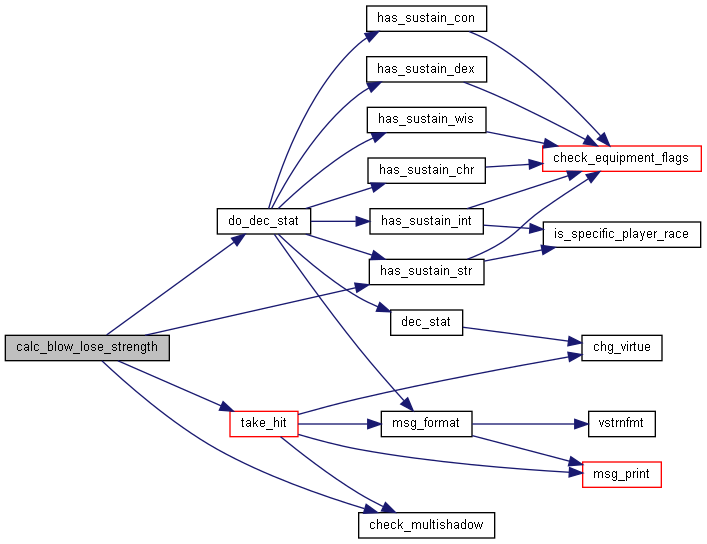 has_sustain_con
has_sustain_dex
has_sustain_wis
check_equipment_flags
has_sustain_chr
do_dec_stat
has_sustain_int
is_specific_player_race
has_sustain_str
dec_stat
calc_blow_lose_strength
chg_virtue
take_hit
msg_format
vstrnfmt
msg_print
check_multishadow